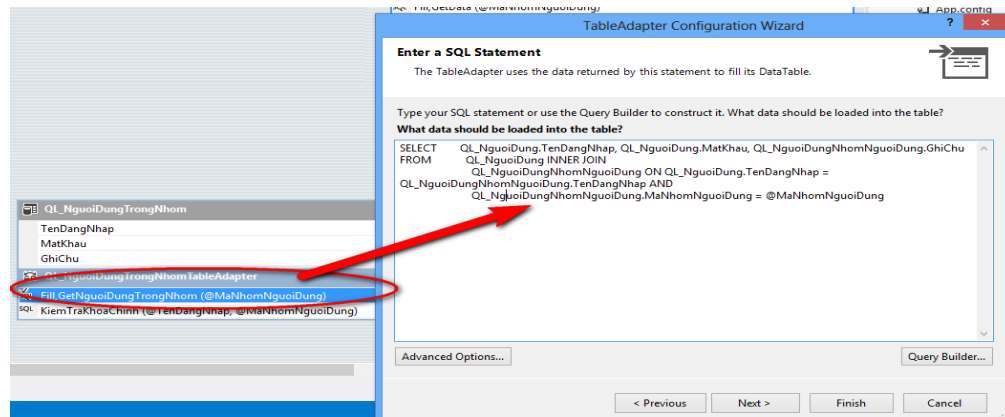 Fill,GetData (@MaNhomNguoiDung)
App.config
TableAdapter Configuration Wizard
?
Enter a SQL Statement
The TableAdapter uses the data returned by this statement to fill its DataTable.
Type your SQL statement or use the Query Builder to construct it. What data should be loaded into the table?
What data should be loaded into the table?
SELECT QL_NguoiDung.TenDangNhap, QL_NguoiDung.MatKhau, QL_NguoiDungNhomNguoiDung.GhiChu
FROM QL_NguoiDung INNER JOIN
QL_NguoiDungNhomNguoiDung ON QL_NguoiDung.TenDangNhap =
QL_NguoiDungNhomNguoiDung.TenDangNhap AND
QL_NguoiDungNhomNguoiDung.MaNhomNguoiDung = @MaNhomNguoiDung
QL_NguoiDungTrongNhom
TenDangNhap
MatKhau
GhiChu
QL_NguoiDungTrongNhomTableAdapter
Fill,GetNguoiDungTrongNhom (@MaNhomNguoiDung)
SQL KiemTraKhoaChinh (@TenDangNhap, @MaNhomNguoiDung)
Advanced Options...
Query Builder...
< Previous
Next >
Finish
Cancel